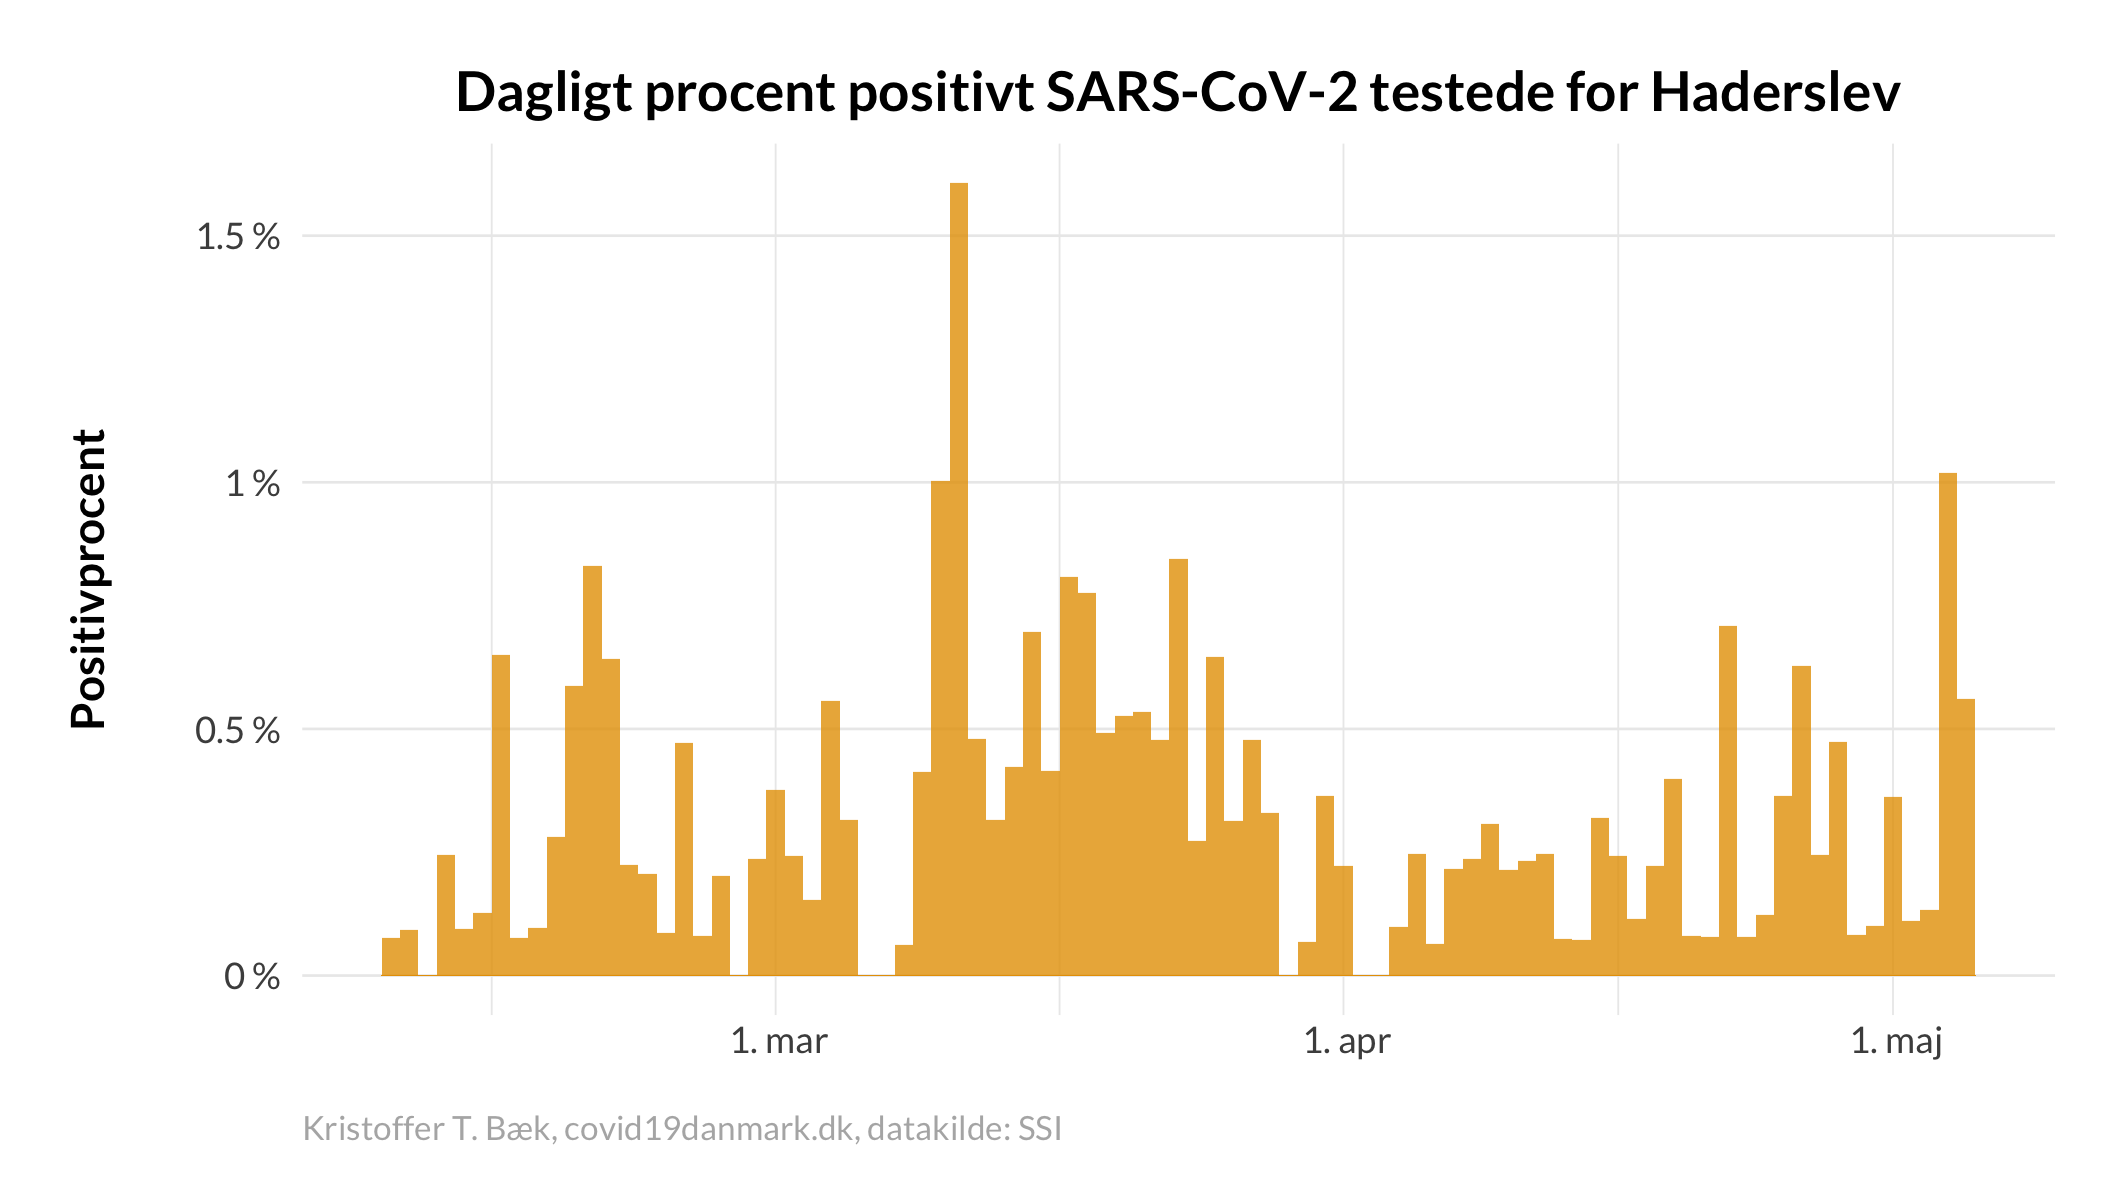 Dagligt procent positivt SARS-CoV-2 testede for Haderslev
Positivprocent
1.5 %
1 %
0.5 %
0 %
1. mar
1. apr
1. maj
Kristoffer T. Bæk, covid19danmark.dk, datakilde: SSI